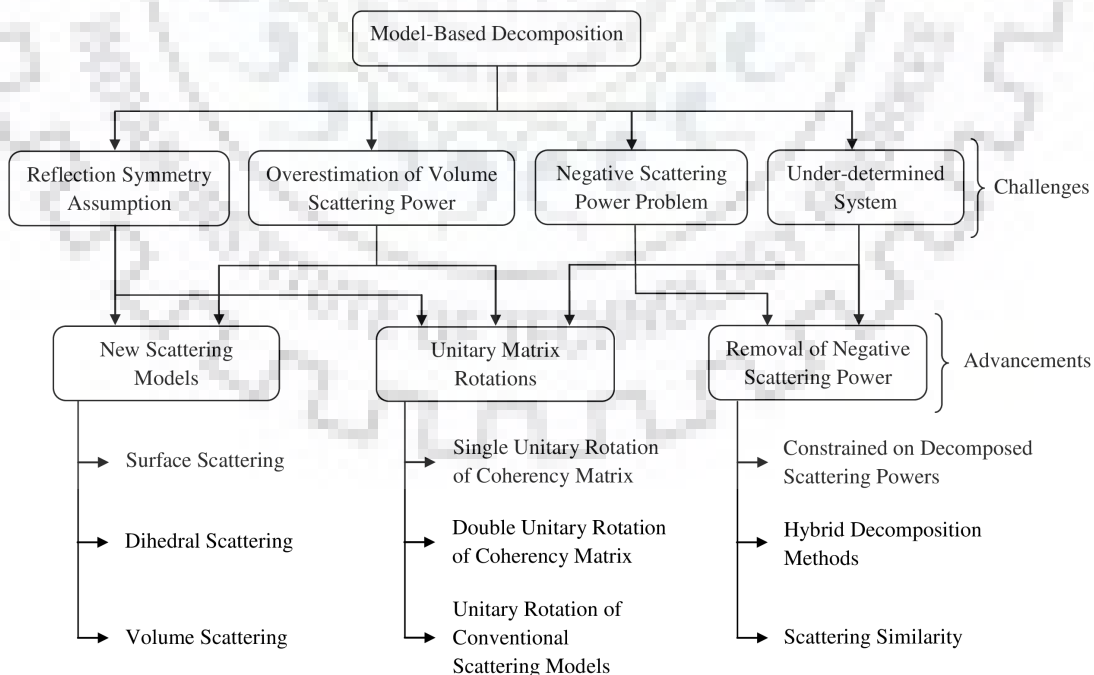 Model-Based Decomposition
Reflection Symmetry
Assumption
Overestimation of Volume
Scattering Power
Negative Scattering
Power Problem
Under-determined
System
Challenges
New Scattering
Models
Unitary Matrix
Rotations
Removal of Negative
Scattering Power
Advancements
Surface Scattering
Dihedral Scattering
Volume Scattering
Single Unitary Rotation
of Coherency Matrix
Double Unitary Rotation
of Coherency Matrix
Unitary Rotation of
Conventional
Scattering Models
Constrained on Decomposed
Scattering Powers
Hybrid Decomposition
Methods
Scattering Similarity